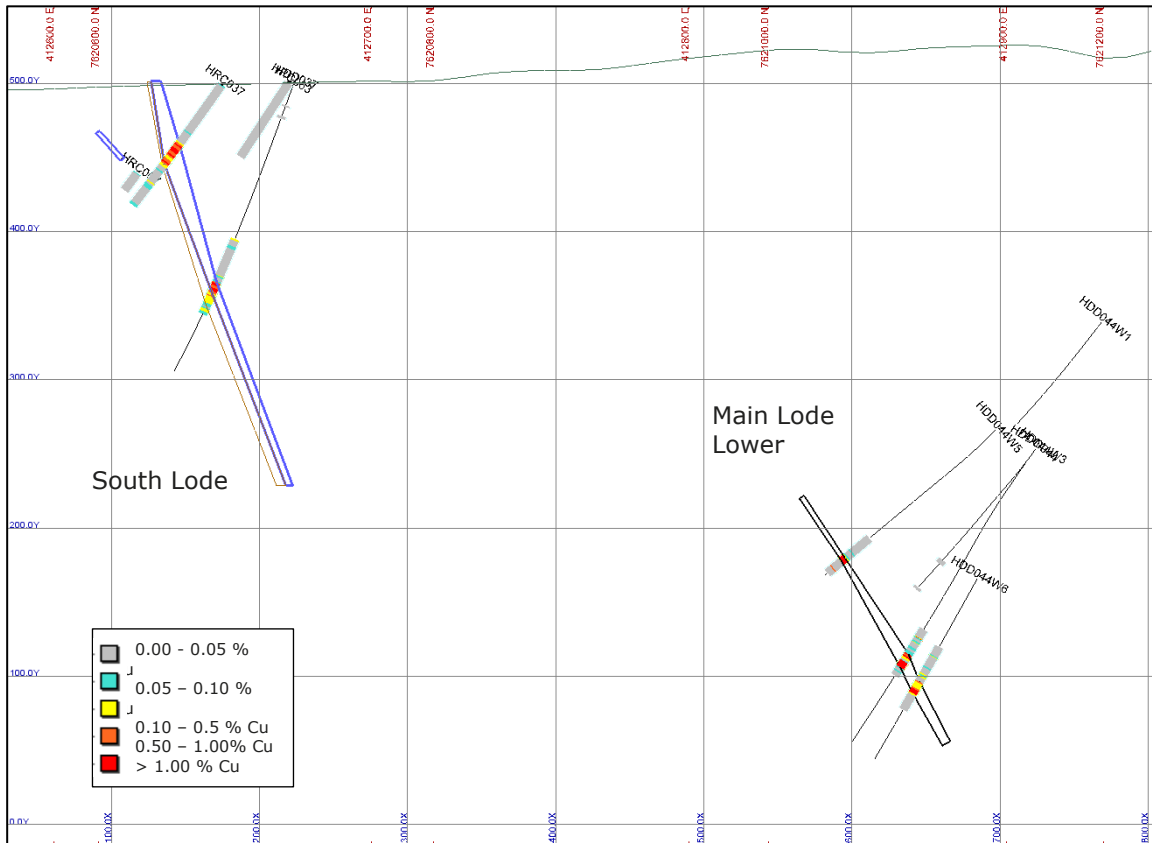 412600.0 E
7620600.0 N
412700.0 E
7620800.0 N
412800.0 E
7621000.0 N
412900.0 E
7621200.0 N
500.0Y
HRC037
400.0Y
HDD044W1
300.0Y
HDD044W5
Main Lode
Lower
South Lode
200.0Y
HDD044W6
0.00 - 0.05 %
0.05 – 0.10 %
0.10 – 0.5 % Cu
0.50 – 1.00% Cu
> 1.00 % Cu
100.0Y
0.0Y
100.0X
200.0X
300.0X
400.0X
500.0X
600.0X
700.0X
800.0X